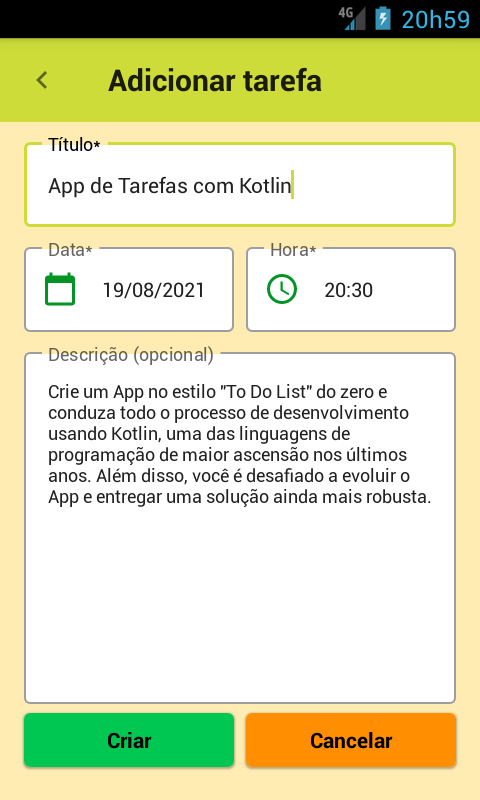 4G 20h59
Adicionar tarefa
Título*
App de Tarefas com Kotlin
Data* Hora*
19/08/2021 20:30
Descrição (opcional)
Crie um App no estilo "To Do List" do zero e
conduza todo o processo de desenvolvimento
usando Kotlin, uma das linguagens de
programação de maior ascensão nos últimos
anos. Além disso, você é desafiado a evoluir o
App e entregar uma solução ainda mais robusta.
Criar Cancelar